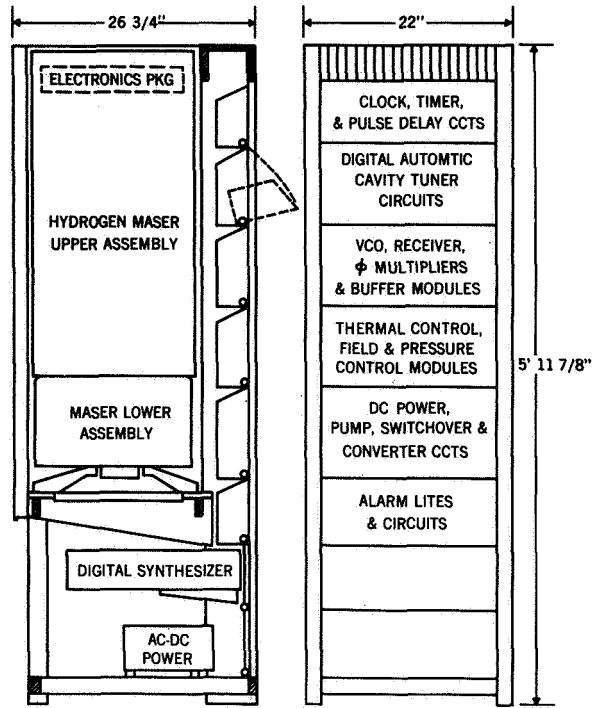 26 3/4"
22"
ELECTRONICS PKG
HYDROGEN MASER
UPPER ASSEMBLY
MASER LOWER
ASSEMBLY
DIGITAL SYNTHESIZER
AC-DC
POWER
CLOCK, TIMER,
& PULSE DELAY CCTS
DIGITAL AUTOMTIC
CAVITY TUNER
CIRCUITS
VCO, RECEIVER,
ϕ MULTIPLIERS
& BUFFER MODULES
THERMAL CONTROL,
FIELD & PRESSURE
CONTROL MODULES
DC POWER,
PUMP, SWITCHOVER &
CONVERTER CCTS
ALARM LITES
& CIRCUITS
5' 11 7/8"